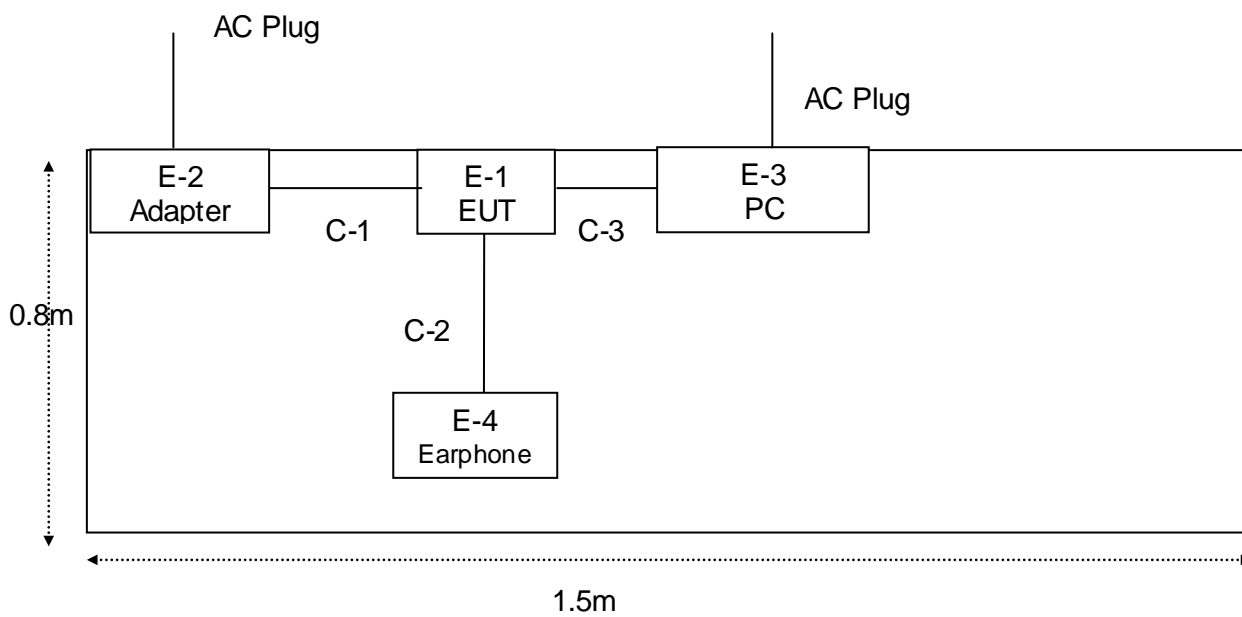 AC Plug
AC Plug
E-2
Adapter
E-1
EUT
E-3
PC
C-1
C-3
0.8m
C-2
E-4
Earphone
1.5m